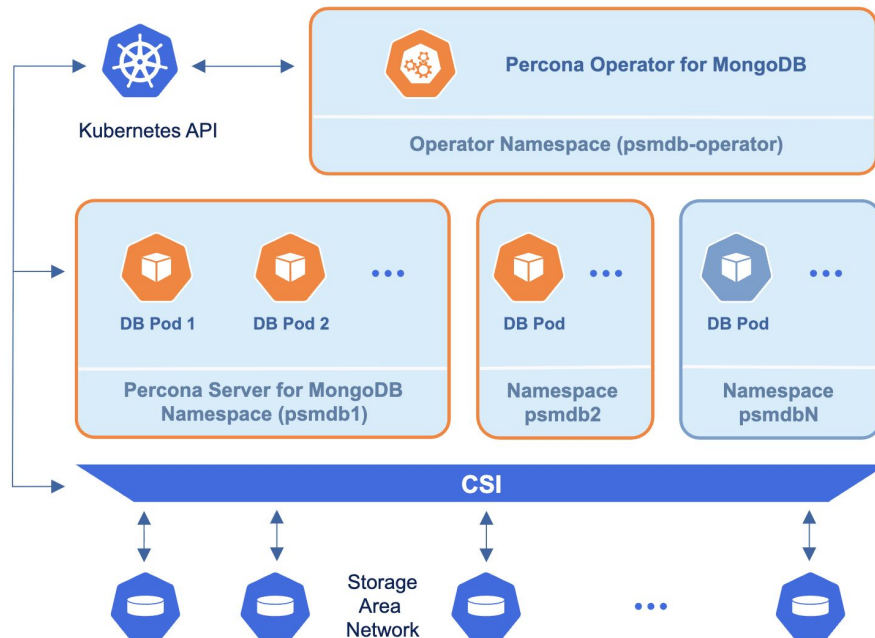 Percona Operator for MongoDB
Kubernetes API
Operator Namespace (psmdb-operator)
DB Pod 1
DB Pod 2
DB Pod
DB Pod
Percona Server for MongoDB
Namespace (psmdb1)
Namespace
psmdb2
Namespace
psmdbN
CSI
Storage
Area
Network